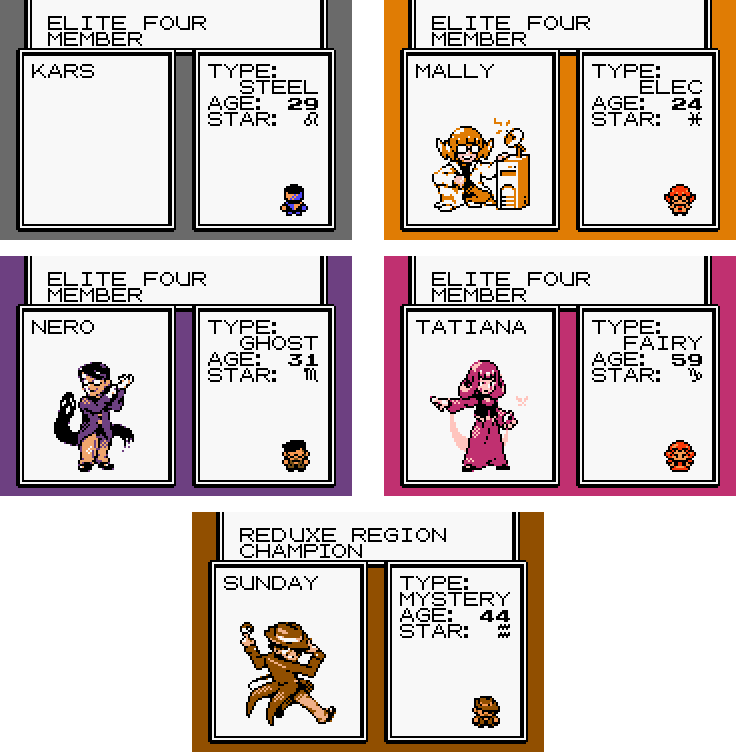 ELITE FOUR
MEMBER
KARS
TYPE:
STEEL
AGE: 29
STAR: ♌
ELITE FOUR
MEMBER
MALLY
TYPE:
ELEC
AGE: 24
STAR: ♓
ELITE FOUR
MEMBER
NERO
TYPE:
GHOST
AGE: 31
STAR: ♏
ELITE FOUR
MEMBER
TATIANA
TYPE:
FAIRY
AGE: 59
STAR: ♑
REDUXE REGION
CHAMPION
SUNDAY
TYPE:
MYSTERY
AGE: 44
STAR: ♒